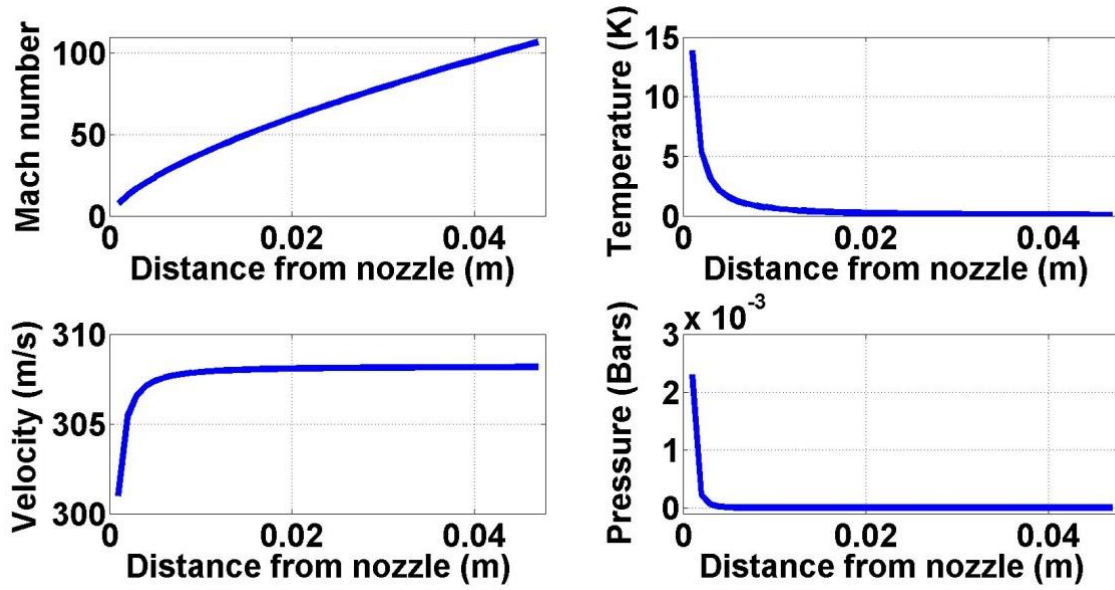 Mach number
100
50
0
0
0.02
0.04
Distance from nozzle (m)
Temperature (K)
15
10
5
0
0
0.02
0.04
Distance from nozzle (m)
Velocity (m/s)
310
305
300
0
0.02
0.04
Distance from nozzle (m)
Pressure (Bars)
x 10-3
3
2
1
0
0
0.02
0.04
Distance from nozzle (m)